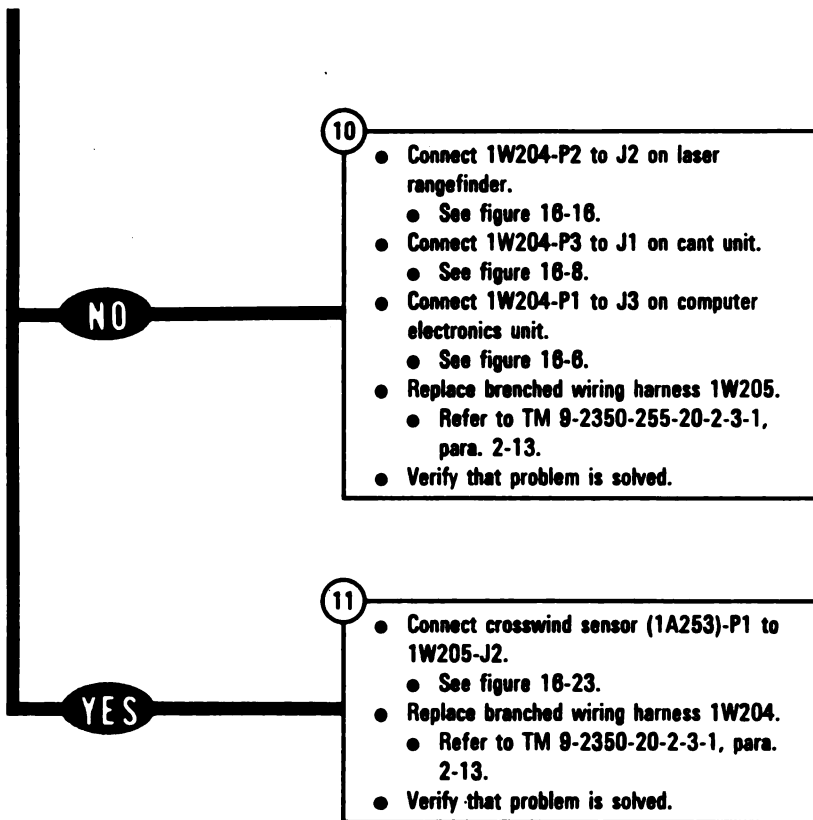 10
● Connect 1W204-P2 to J2 on laser
rangefinder.
● See figure 16-16.
● Connect 1W204-P3 to J1 on cant unit.
● See figure 16-8.
NO
● Connect 1W204-P1 to J3 on computer
electronics unit.
● See figure 16-6.
● Replace branched wiring harness 1W205.
● Refer to TM 9-2350-255-20-2-3-1,
para. 2-13.
● Verify that problem is solved.
11
● Connect crosswind sensor (1A253)-P1 to
1W205-J2.
● See figure 16-23.
YES
● Replace branched wiring harness 1W204.
● Refer to TM 9-2350-20-2-3-1, para.
2-13.
● Verify that problem is solved.